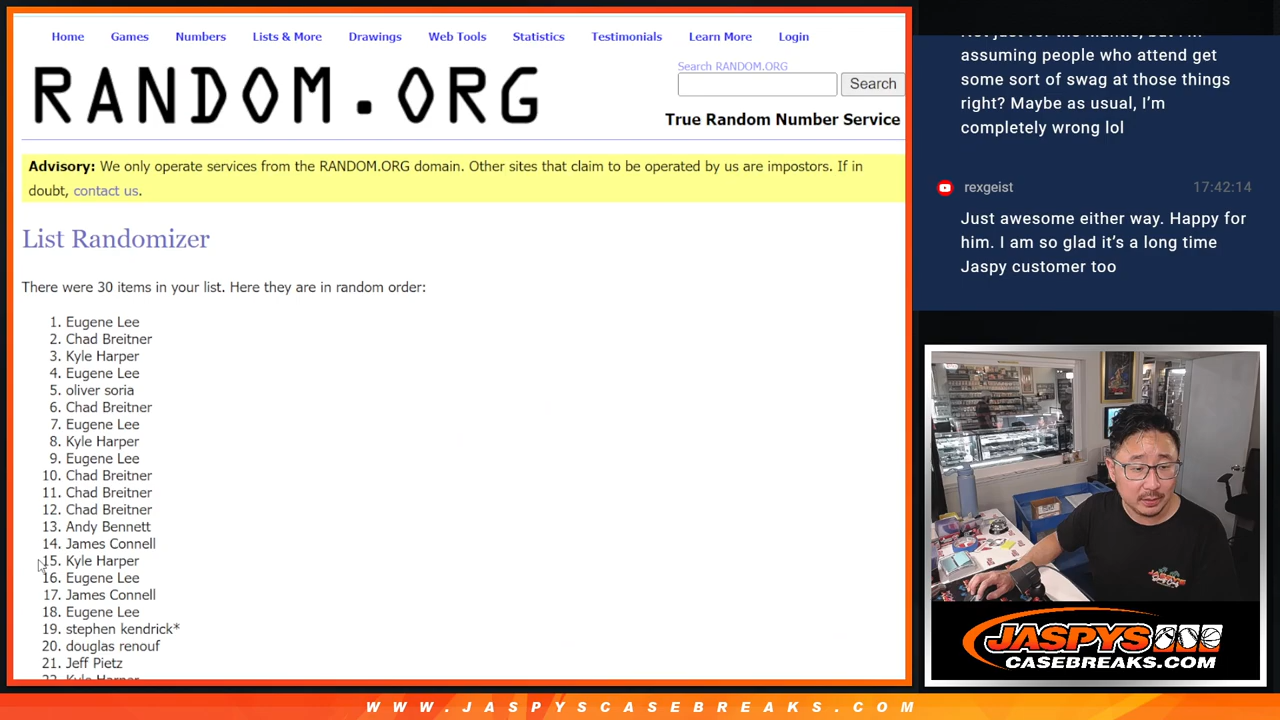 Home Games Numbers Lists & More Drawings Web Tools Statistics Testimonials Learn More Login
RANDOM.ORG
Search RANDOM.ORG
Search
True Random Number Service
Advisory: We only operate services from the RANDOM.ORG domain. Other sites that claim to be operated by us are impostors. If in
doubt, contact us.
List Randomizer
There were 30 items in your list. Here they are in random order:
1. Eugene Lee
2. Chad Breitner
3. Kyle Harper
4. Eugene Lee
5. oliver soria
6. Chad Breitner
7. Eugene Lee
8. Kyle Harper
9. Eugene Lee
10. Chad Breitner
11. Chad Breitner
12. Chad Breitner
13. Andy Bennett
14. James Connell
15. Kyle Harper
16. Eugene Lee
17. James Connell
18. Eugene Lee
19. stephen kendrick*
20. douglas renouf
21. Jeff Pietz
22. Kyle Harper
assuming people who attend get
some sort of swag at those things
right? Maybe as usual, I'm
completely wrong lol
rexgeist 17:42:14
Just awesome either way. Happy for
him. I am so glad it's a long time
Jaspy customer too
JASPYS
CASEBREAKS.COM
WWW.JASPYSCASEBREAKS.COM